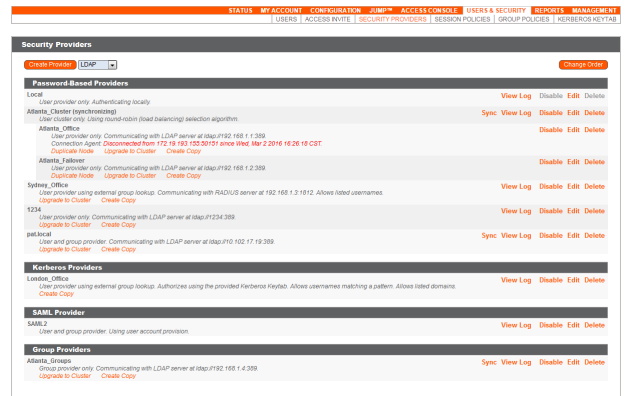 STATUS MY ACCOUNT CONFIGURATION JUMP™ ACCESS CONSOLE USERS & SECURITY REPORTS MANAGEMENT
USERS | ACCESS INVITE | SECURITY PROVIDERS | SESSION POLICIES | GROUP POLICIES | KERBEROS KEYTAB
Security Providers
Create Provider LDAP Change Order
Password-Based Providers
Local View Log Disable Edit Delete
User provider only. Authenticating locally.
Atlanta_Cluster (synchronizing) Sync View Log Disable Edit Delete
User cluster only. Using round-robin (load balancing) selection algorithm.
Atlanta_Office Disable Edit Delete
User provider only. Communicating with LDAP server at ldap://192.168.1.1:389.
Connection Agent: Disconnected from 172.19.193.155:50151 since Wed, Mar 2 2016 16:26:18 CST.
Duplicate Node Upgrade to Cluster Create Copy
Atlanta_Failover Disable Edit Delete
User provider only. Communicating with LDAP server at ldap://192.168.1.2:389.
Duplicate Node Upgrade to Cluster Create Copy
Sydney_Office View Log Disable Edit Delete
User provider using external group lookup. Communicating with RADIUS server at 192.168.1.3:1812. Allows listed usernames.
Upgrade to Cluster Create Copy
1234 View Log Disable Edit Delete
User provider only. Communicating with LDAP server at ldap://1234:389.
Upgrade to Cluster Create Copy
pat.local Sync View Log Disable Edit Delete
User and group provider. Communicating with LDAP server at ldap://10.102.17.19:389.
Upgrade to Cluster Create Copy
Kerberos Providers
London_Office View Log Disable Edit Delete
User provider using external group lookup. Authorizes using the provided Kerberos Keytab. Allows usernames matching a pattern. Allows listed domains.
Create Copy
SAML Provider
SAML2 View Log Disable Edit Delete
User and group provider. Using user account provision.
Group Providers
Atlanta_Groups Sync View Log Disable Edit Delete
Group provider only. Communicating with LDAP server at ldap://192.168.1.4:389.
Upgrade to Cluster Create Copy